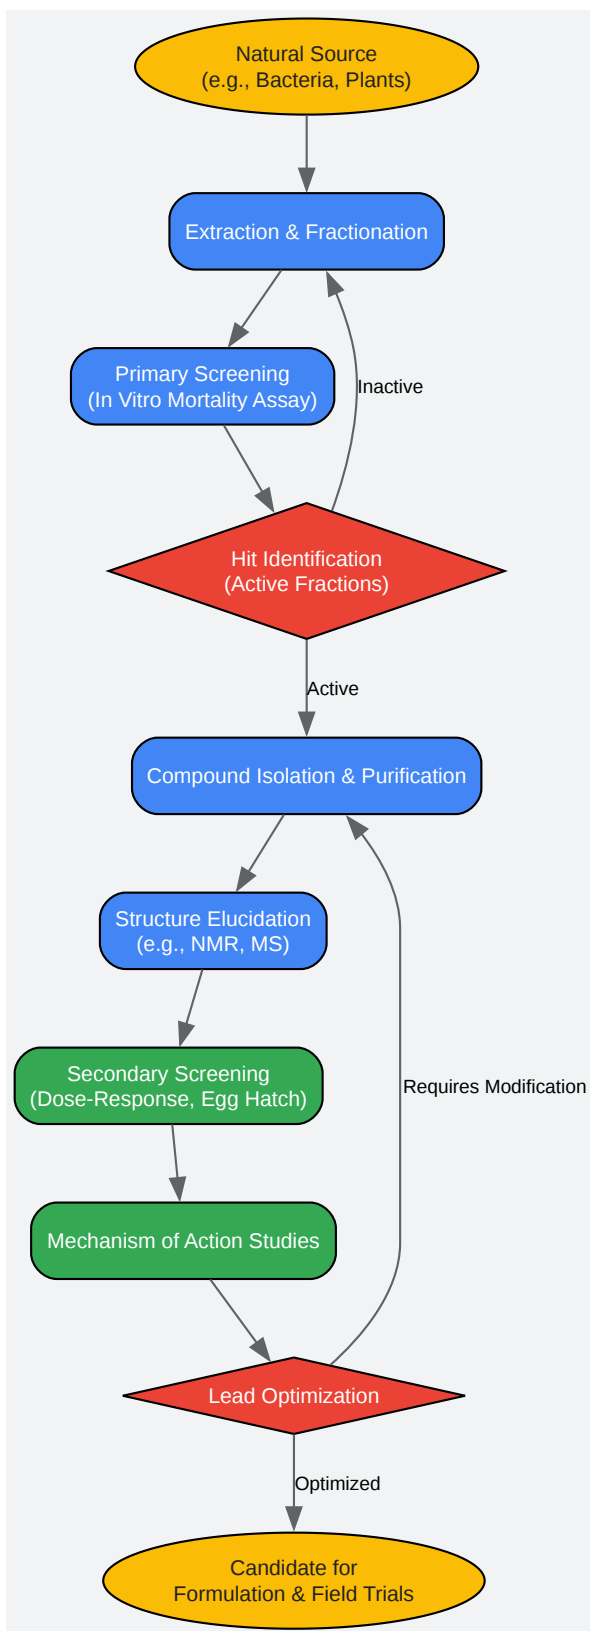 Natural Source
(e.g., Bacteria, Plants)
Extraction & Fractionation
Primary Screening
(In Vitro Mortality Assay)
Inactive
Hit Identification
(Active Fractions)
Active
Compound Isolation & Purification
Structure Elucidation
(e.g., NMR, MS)
Secondary Screening
(Dose-Response, Egg Hatch)
Requires Modification
Mechanism of Action Studies
Lead Optimization
Optimized
Candidate for
Formulation & Field Trials